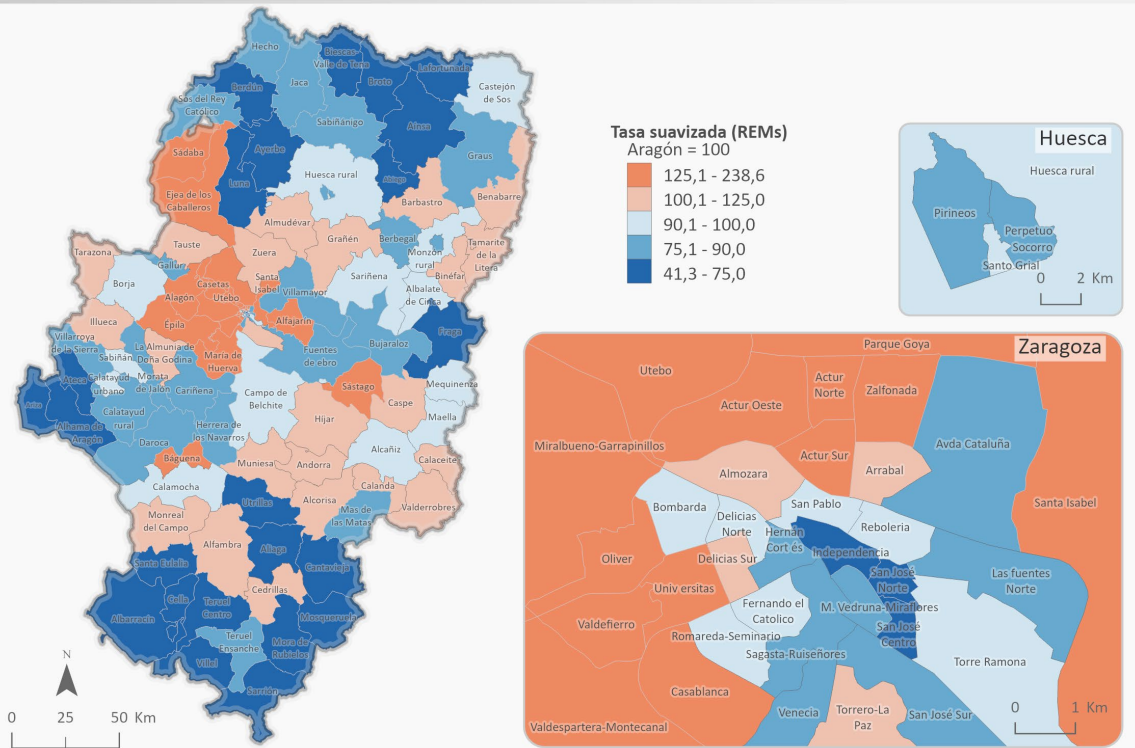 Hecho
Biescas-
Valle de Tena
Jaca
Broto
Lafortunada
Castejón
de Sos
Berdún
Sos del Rey
Católico
Sabiñánigo
Aínsa
Graus
Sádaba
Ayerbe
Luna
Huesca rural
Abiego
Ejea de los
Caballeros
Barbastro
Benabarre
Almudévar
Grañén
Berbegal
Tauste
Zuera
Monzón
rural
Tamarite
de la
Litera
Tarazona
Gallur
Borja
Casetas
Utebo
Alagón
Santa
Isabel
Villamayor
Sariñena
Binéfar
Albalate
de Cinca
Illueca
Épila
Alfajarín
Fraga
Villarroya
de la Sierra
La Almunia de
Doña Godina
María de
Huerva
Fuentes
de ebro
Bujaraloz
Sabiñán
Ateca
Calatayud
urbano
Morata
de Jalón
Cariñena
Campo de
Belchite
Sástago
Caspe
Mequinenza
Ariza
Maella
Calatayud
rural
Alhama de
Aragón
Herrera de
los Navarros
Híjar
Daroca
Báguena
Alcañiz
Muniesa
Andorra
Calaceite
Calamocha
Calanda
Utrillas
Alcorisa
Mas de
las Matas
Valderrobres
Monreal
del Campo
Alfambra
Aliaga
Cantavieja
Santa Eulalia
Cedrillas
Cella
Teruel
Centro
Albarracín
Mosqueruela
Teruel
Ensanche
Mora de
Rubielos
Villel
Sarrión
N
0 25 50 Km
Tasa suavizada (REMs)
Aragón = 100
125,1 - 238,6
100,1 - 125,0
90,1 - 100,0
75,1 - 90,0
41,3 - 75,0
Huesca
Huesca rural
Pirineos
Perpetuo
Socorro
Santo Grial
0 2 Km
Zaragoza
Parque Goya
Utebo
Actur
Norte
Zalfonada
Actur Oeste
Miralbueno-Garrapinillos
Actur Sur
Avda Cataluña
Almozara
Arrabal
Santa Isabel
Bombarda
Delicias
Norte
San Pablo
Reboleria
Hernán
Cort és
Independencia
Oliver
Delicias Sur
San José
Norte
Las fuentes
Norte
Univ ersitas
Fernando el
Catolico
M. Vedruna-Miraflores
Valdefierro
Romareda-Seminario
San José
Centro
Sagasta-Ruiseñores
Torre Ramona
Casablanca
Venecia
Torrero-La
Paz
San José Sur
Valdespartera-Montecanal
0 1 Km